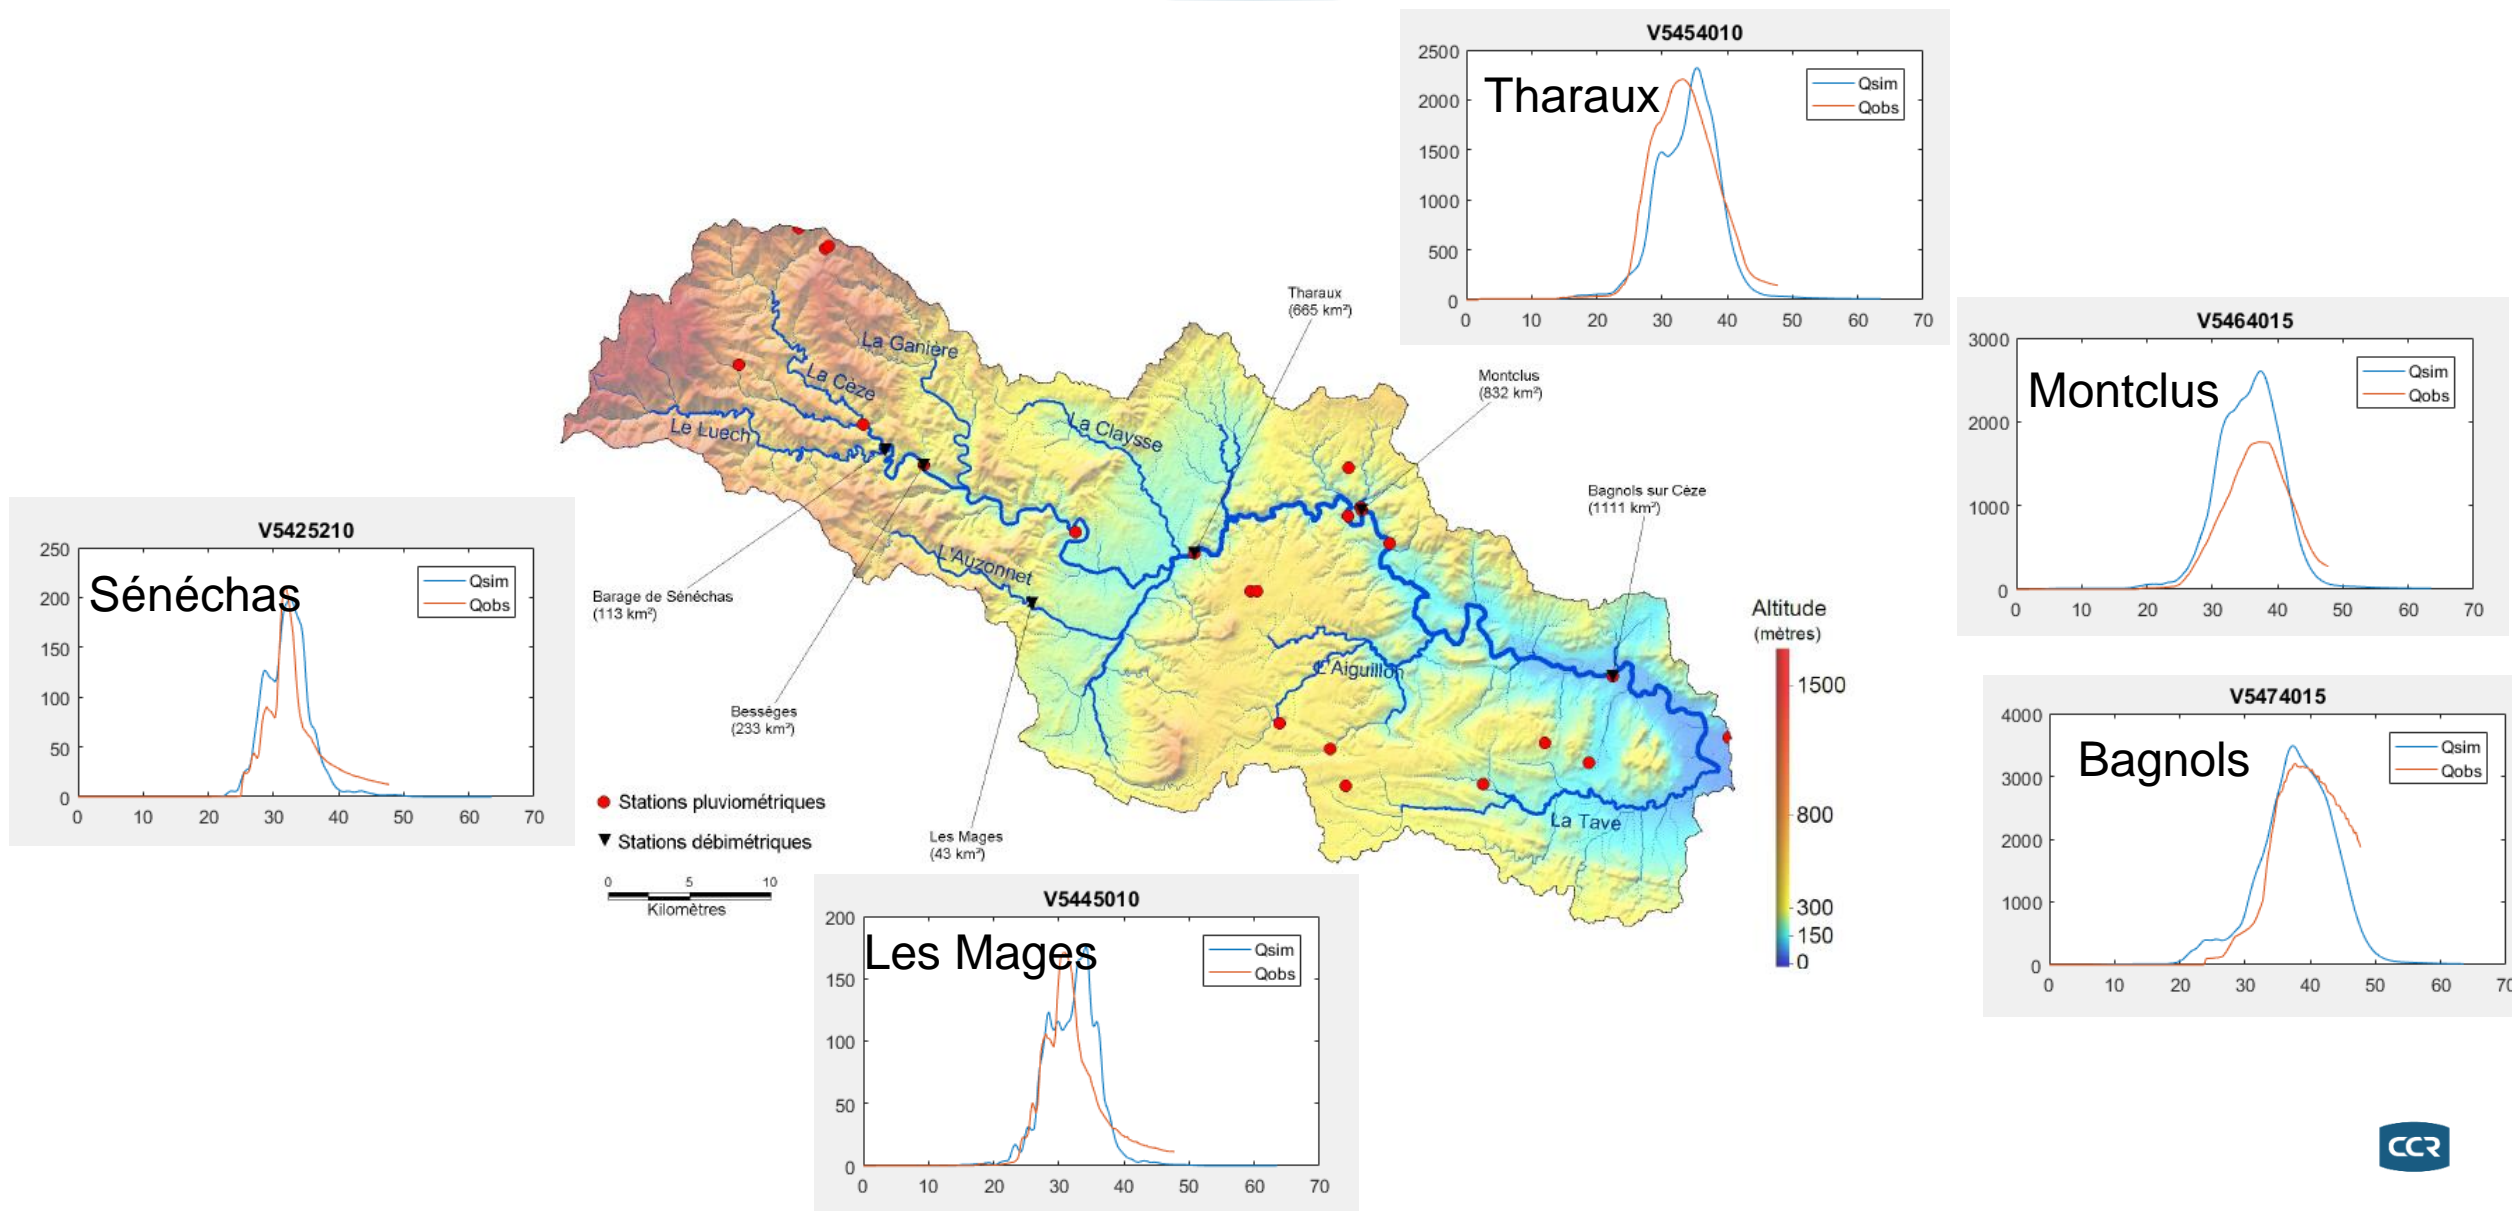 V5454010
2500
2000
1500
1000
500
0
0 10 20 30 40 50 60 70
Qsim
Qobs
Tharaux
V5464015
3000
2000
1000
0
0 10 20 30 40 50 60 70
Qsim
Qobs
Montclus
V5425210
250
200
150
100
50
0
0 10 20 30 40 50 60 70
Qsim
Qobs
Sénéchas
V5474015
4000
3000
2000
1000
0
0 10 20 30 40 50 60 70
Qsim
Qobs
Bagnols
V5445010
200
150
100
50
0
0 10 20 30 40 50 60 70
Qsim
Qobs
Les Mages
Tharaux
(665 km²)
Montclus
(832 km²)
Bagnols sur Cèze
(1111 km²)
La Ganière
La Cèze
Le Luech
La Claysse
L'Auzonnet
L'Aiguillon
La Tave
Barage de Sénéchas
(113 km²)
Bességes
(233 km²)
Les Mages
(43 km²)
Stations pluviométriques
Stations débimétriques
0 5 10
Kilomètres
Altitude
(mètres)
1500
800
300
150
0
CCR